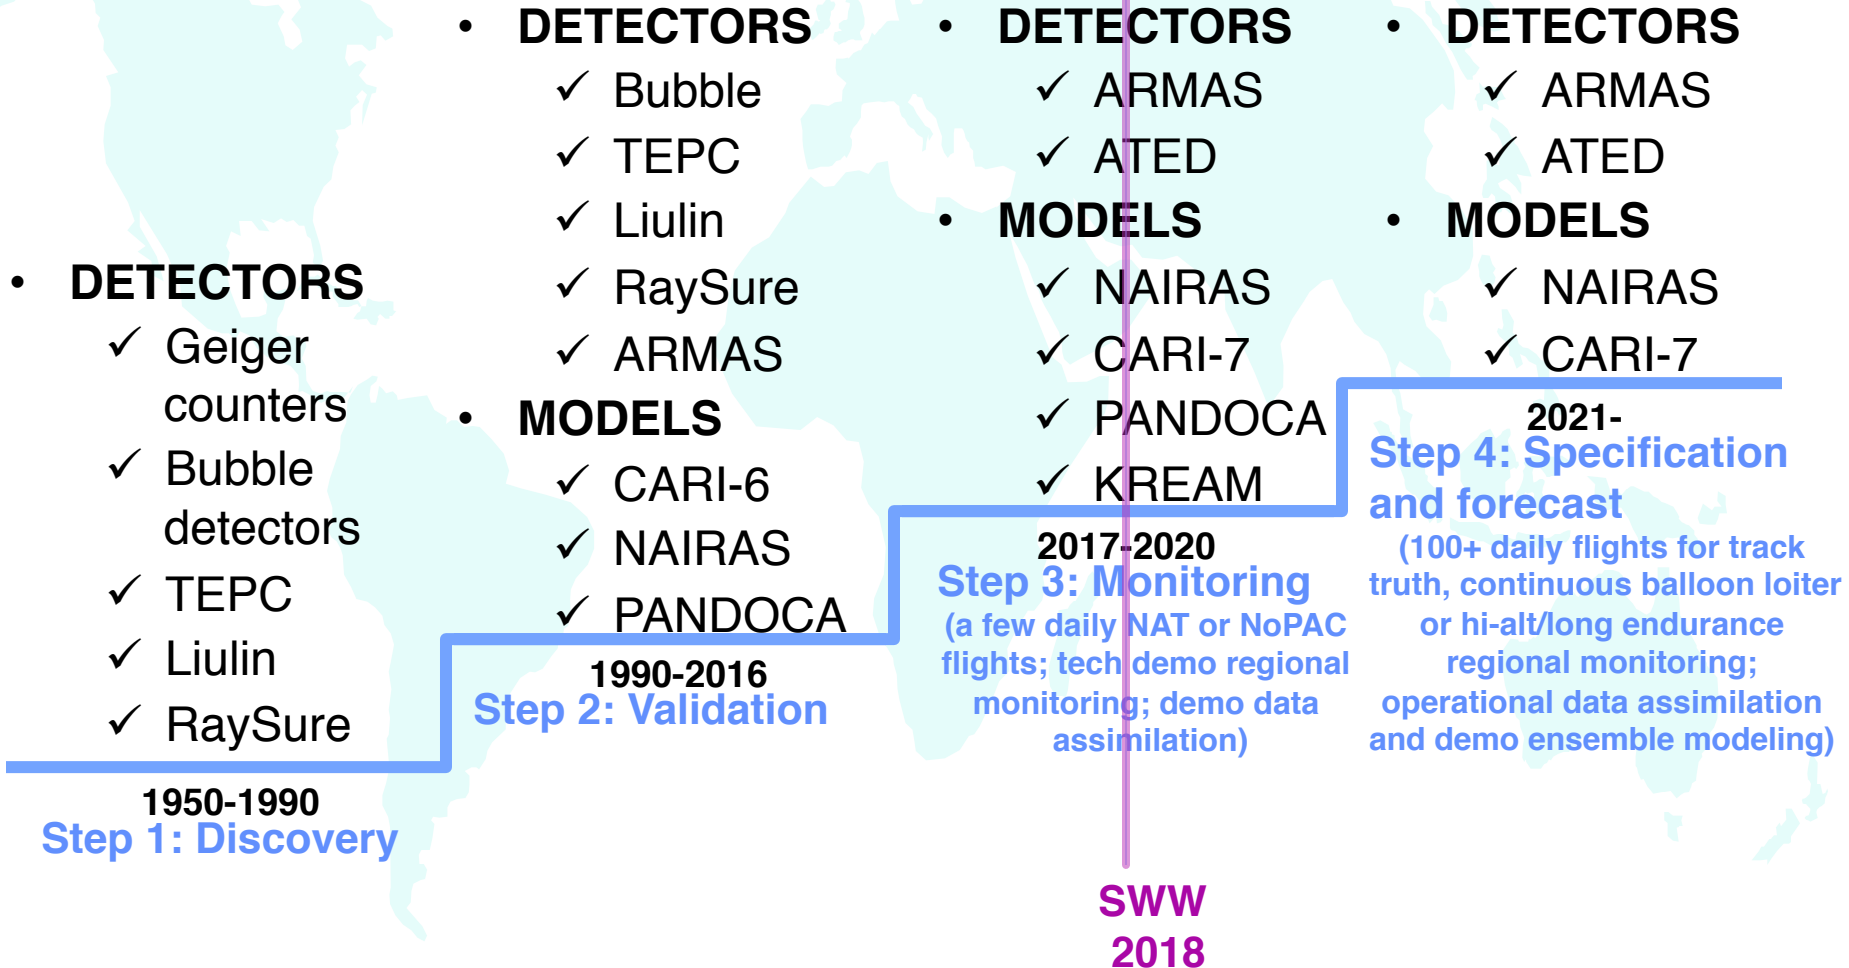 • DETECTORS
✓ Geiger
counters
✓ Bubble
detectors
✓ TEPC
✓ Liulin
✓ RaySure
1950-1990
Step 1: Discovery
• DETECTORS
✓ Bubble
✓ TEPC
✓ Liulin
✓ RaySure
✓ ARMAS
• MODELS
✓ CARI-6
✓ NAIRAS
✓ PANDOCA
1990-2016
Step 2: Validation
• DETECTORS
✓ ARMAS
✓ ATED
• MODELS
✓ NAIRAS
✓ CARI-7
✓ PANDOCA
✓ KREAM
2017-2020
Step 3: Monitoring
(a few daily NAT or NoPAC
flights; tech demo regional
monitoring; demo data
assimilation)
• DETECTORS
✓ ARMAS
✓ ATED
• MODELS
✓ NAIRAS
✓ CARI-7
2021-
Step 4: Specification
and forecast
(100+ daily flights for track
truth, continuous balloon loiter
or hi-alt/long endurance
regional monitoring;
operational data assimilation
and demo ensemble modeling)
SWW
2018